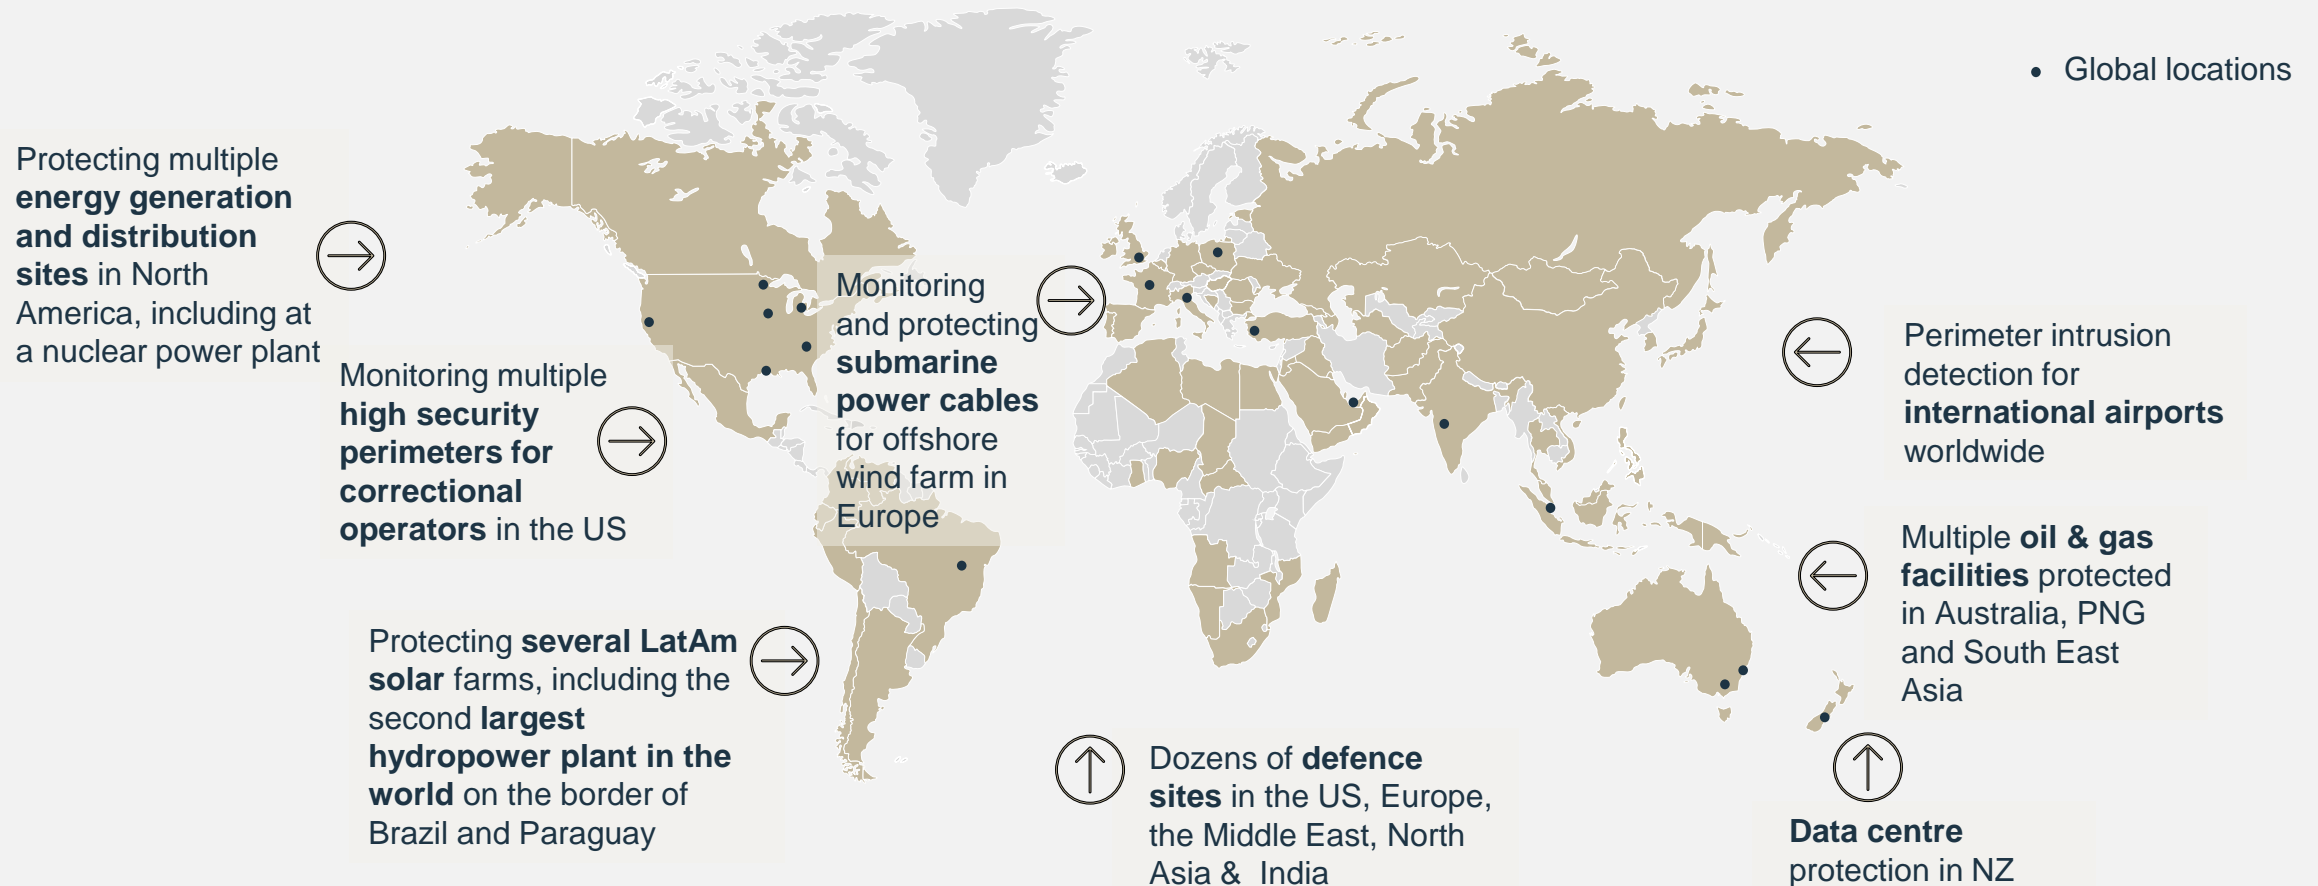 Global locations
Protecting multiple
energy generation
and distribution
sites in North
America, including at
a nuclear power plant
Monitoring multiple
high security
perimeters for
correctional
operators in the US
Monitoring
and protecting
submarine
power cables
for offshore
wind farm in
Europe
Perimeter intrusion
detection for
international airports
worldwide
Multiple oil & gas
facilities protected
in Australia, PNG
and South East
Asia
Protecting several LatAm
solar farms, including the
second largest
hydropower plant in the
world on the border of
Brazil and Paraguay
Dozens of defence
sites in the US, Europe,
the Middle East, North
Asia & India
Data centre
protection in NZ